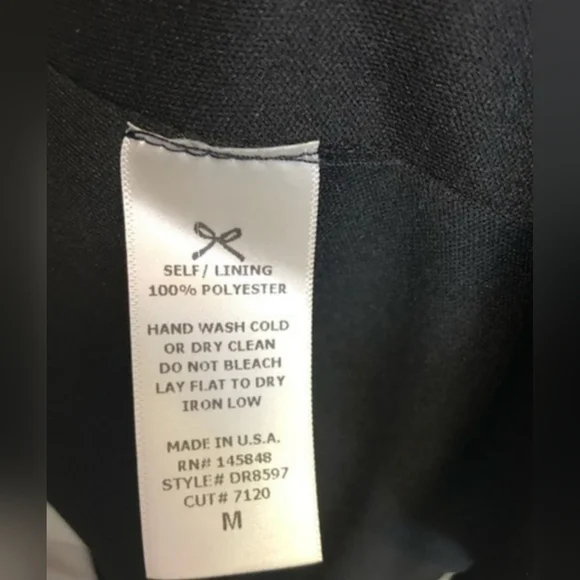 SELF/ LINING
100% POLYESTER
HAND WASH COLD
OR DRY CLEAN
DO NOT BLEACH
LAY FLAT TO DRY
IRON LOW
MADE IN U.S.A.
RN# 145848
STYLE# DR8597
CUT# 7120
M